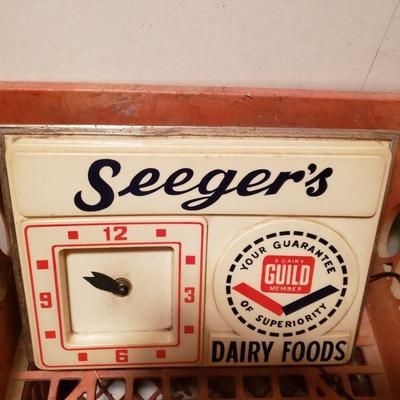 Seeger's
12
9
3
6
YOUR GUARANTEE
A DAIRY
GUILD
MEMBER
OF SUPERIORITY
DAIRY FOODS